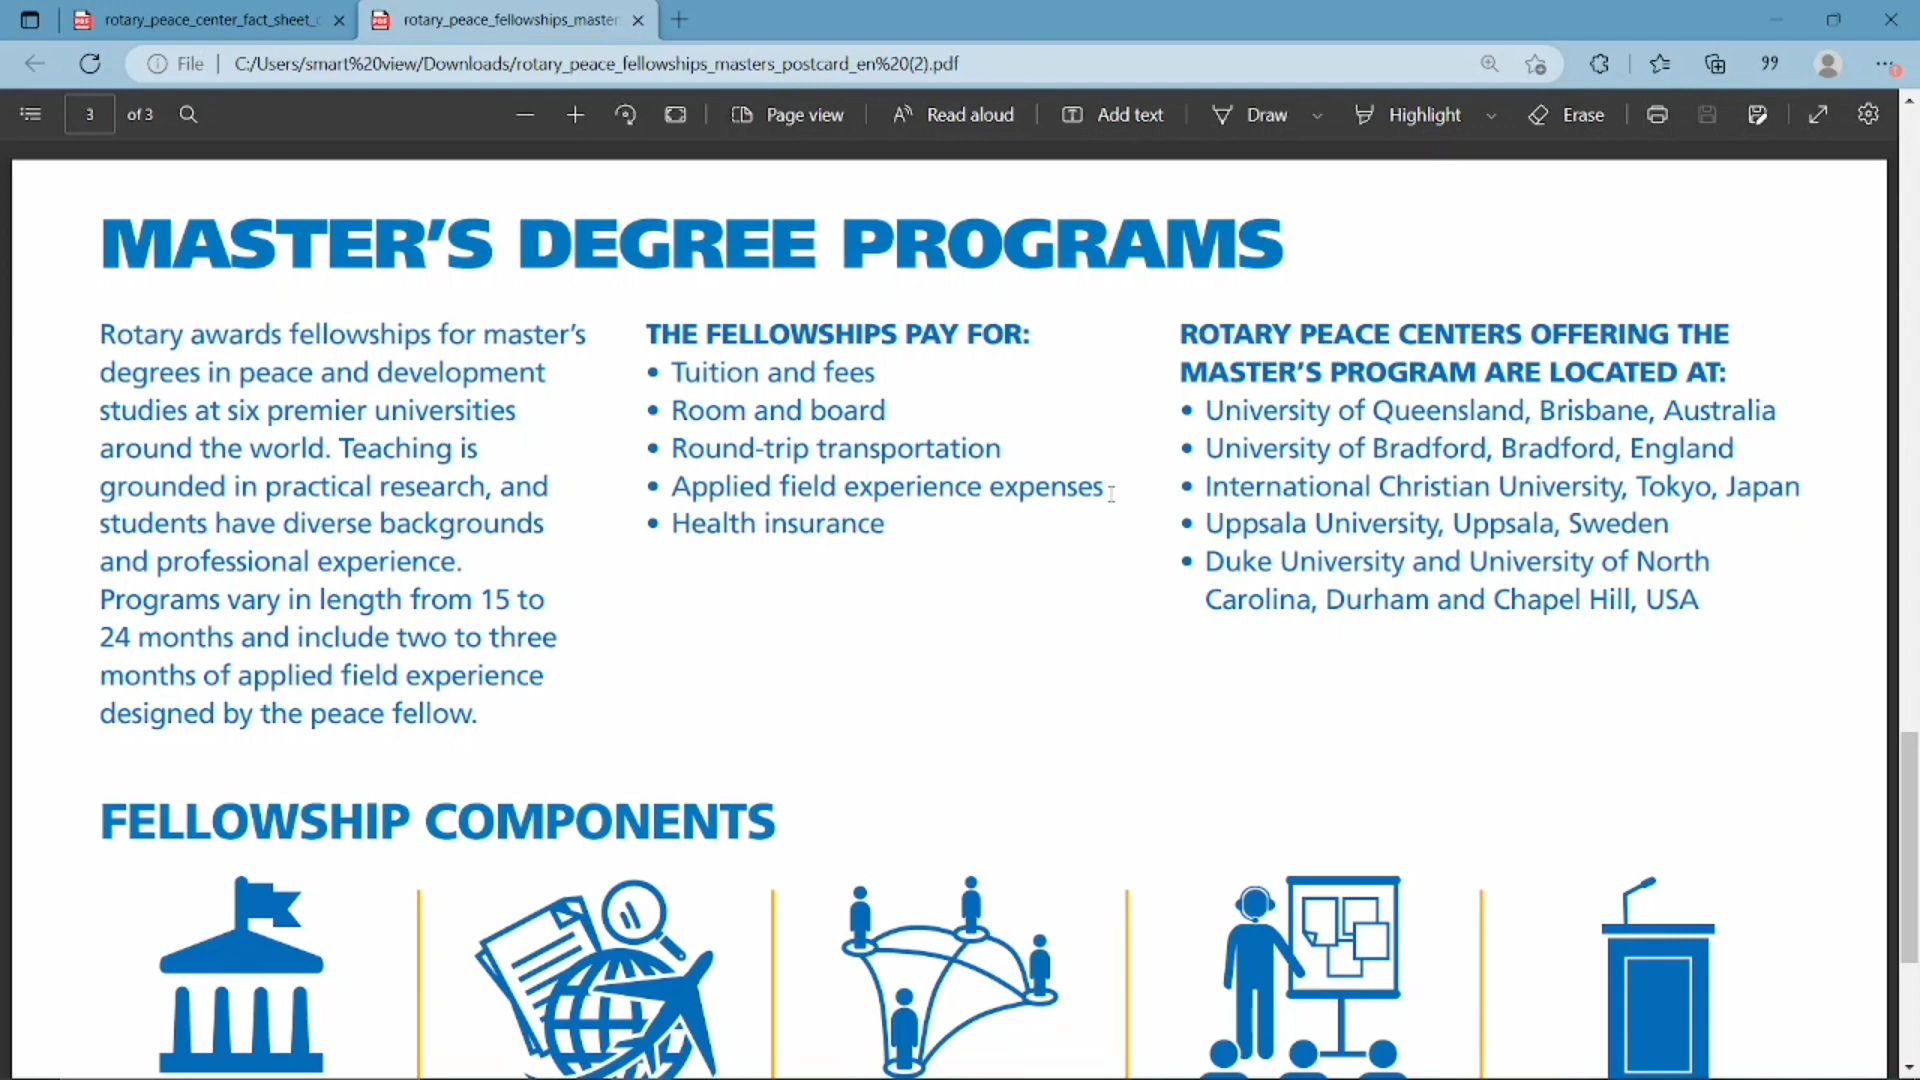 rotary_peace_center_fact_sheet_
rotary_peace_fellowships_master
File
C:/Users/smart%20view/Downloads/rotary_peace_fellowships_masters_postcard_en%20(2).pdf
3 of 3
Page view
Read aloud
Add text
Draw
Highlight
Erase
MASTER’S DEGREE PROGRAMS
Rotary awards fellowships for master’s
degrees in peace and development
studies at six premier universities
around the world. Teaching is
grounded in practical research, and
students have diverse backgrounds
and professional experience.
Programs vary in length from 15 to
24 months and include two to three
months of applied field experience
designed by the peace fellow.
THE FELLOWSHIPS PAY FOR:
• Tuition and fees
• Room and board
• Round-trip transportation
• Applied field experience expenses
• Health insurance
ROTARY PEACE CENTERS OFFERING THE
MASTER’S PROGRAM ARE LOCATED AT:
• University of Queensland, Brisbane, Australia
• University of Bradford, Bradford, England
• International Christian University, Tokyo, Japan
• Uppsala University, Uppsala, Sweden
• Duke University and University of North
Carolina, Durham and Chapel Hill, USA
FELLOWSHIP COMPONENTS